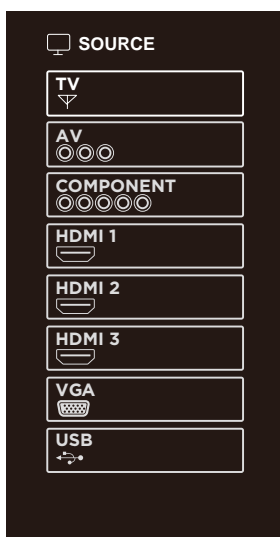 SOURCE
TV
AV
COMPONENT
HDMI 1
HDMI 2
HDMI 3
VGA
USB